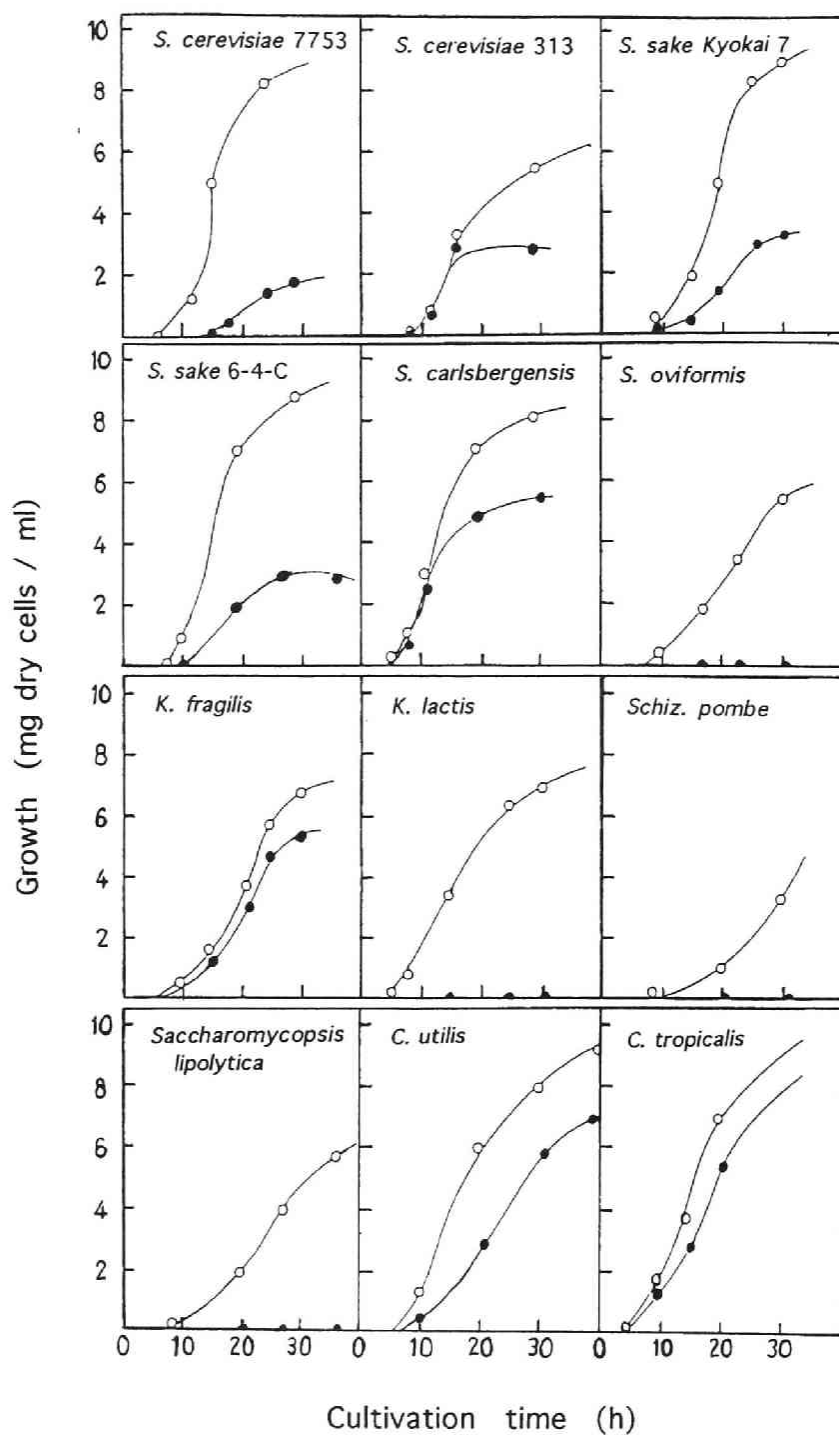 10
8
6
4
2
S. cerevisiae 7753
S. cerevisiae 313
S. sake Kyokai 7
10
8
6
4
2
S. sake 6-4-C
S. carlsbergensis
S. oviformis
8
6
4
2
10
K. fragilis
K. lactis
Schiz. pombe
10
8
6
4
2
Saccharomycopsis
lipolytica
C. utilis
C. tropicalis
0 10 20 30 10 20 30 0 10 20 30
Growth (mg dry cells / ml)
Cultivation time (h)